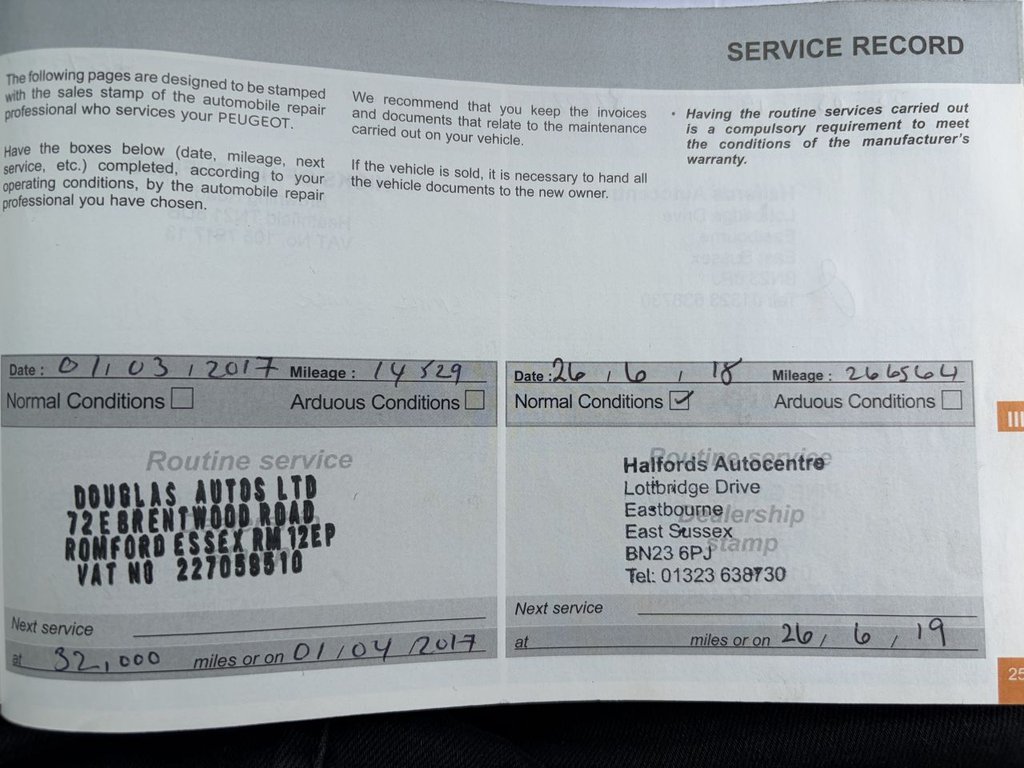 SERVICE RECORD
The following pages are designed to be stamped
with the sales stamp of the automobile repair
professional who services your PEUGEOT.
Have the boxes below (date, mileage, next
service, etc.) completed, according to your
operating conditions, by the automobile repair
professional you have chosen.
We recommend that you keep the invoices
and documents that relate to the maintenance
carried out on your vehicle.
If the vehicle is sold, it is necessary to hand all
the vehicle documents to the new owner.
• Having the routine services carried out
is a compulsory requirement to meet
the conditions of the manufacturer's
warranty.
Date : 01, 03, 2017 Mileage : 14529
Normal Conditions Arduous Conditions
Routine service
DOUGLAS AUTOS LTD
72E BRENTWOOD ROAD
ROMFORD ESSEX RM 12EP
VAT NO 227058510
Next service
at 32,000 miles or on 01/04/2017
Date : 26 / 6 / 18 Mileage : 266564
Normal Conditions ✓ Arduous Conditions
Routine service
Halfords Autocentre
Lottbridge Drive
Eastbourne
Dealership
East Sussex
stamp
BN23 6PJ
Tel: 01323 638730
Next service
at miles or on 26/ 6 / 19
III
25